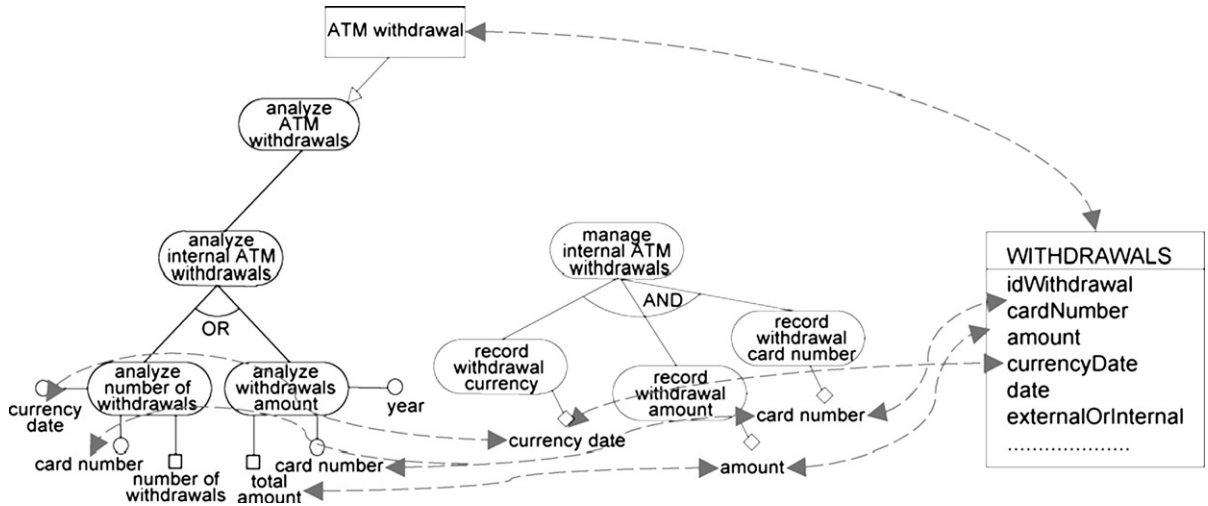 ATM withdrawal
analyze
ATM
withdrawals
analyze
internal ATM
withdrawals
OR
analyze
number of
withdrawals
analyze
withdrawals
amount
currency
date
year
card number
number of
withdrawals
total
amount
card number
manage
internal ATM
withdrawals
AND
record
withdrawal
currency
record
withdrawal
amount
record
withdrawal
card number
currency date
amount
card number
WITHDRAWALS
idWithdrawal
cardNumber
amount
currencyDate
date
externalOrInternal
....................